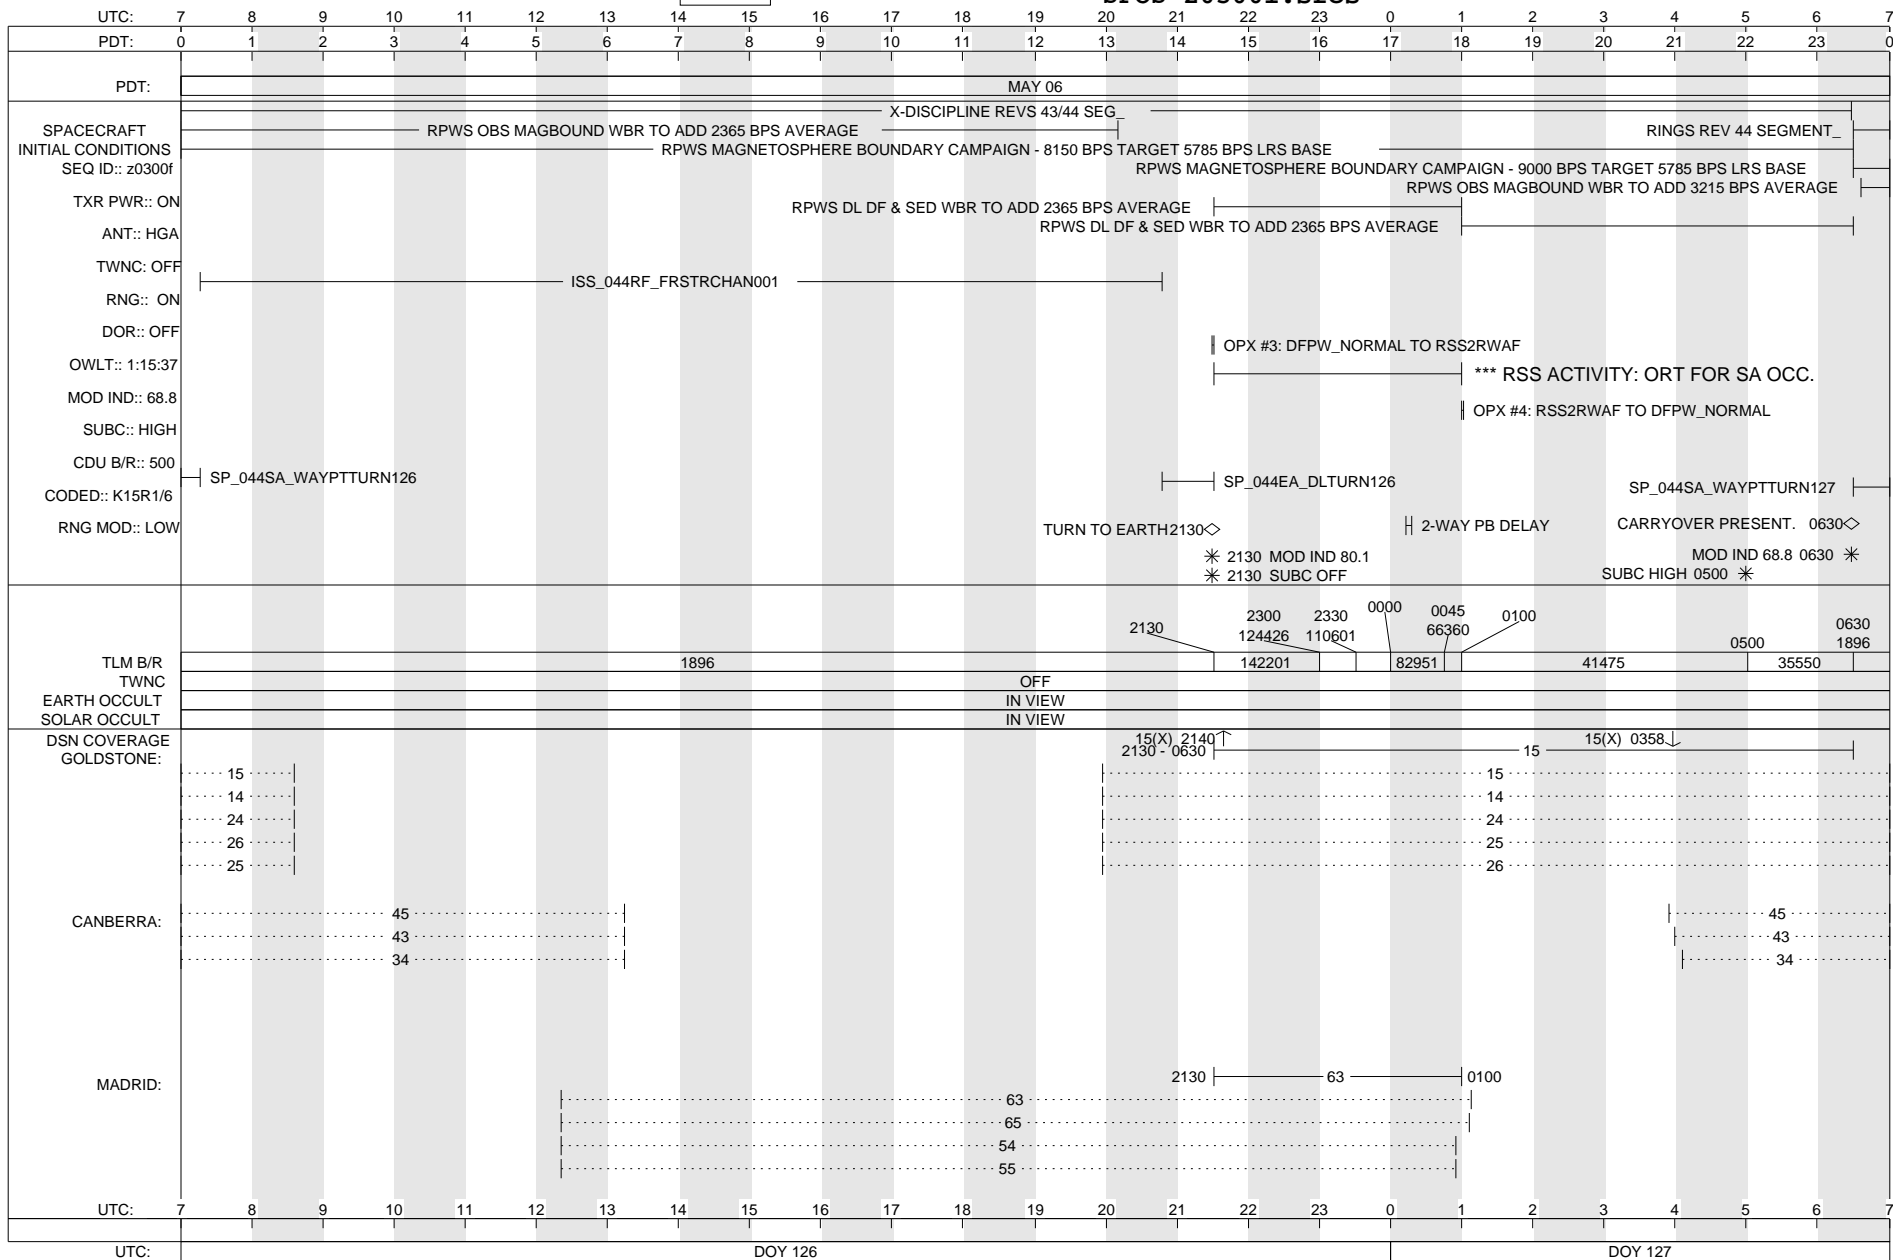 UTC: 7 8 9 10 11 12 13 14 15 16 17 18 19 20 21 22 23 0 1 2 3 4 5 6 7
PDT: 0 1 2 3 4 5 6 7 8 9 10 11 12 13 14 15 16 17 18 19 20 21 22 23 0
PDT: MAY 06
X-DISCIPLINE REVS 43/44 SEG_
SPACECRAFT RPWS OBS MAGBOUND WBR TO ADD 2365 BPS AVERAGE RINGS REV 44 SEGMENT_
INITIAL CONDITIONS RPWS MAGNETOSPHERE BOUNDARY CAMPAIGN - 8150 BPS TARGET 5785 BPS LRS BASE
SEQ ID:: z0300f RPWS MAGNETOSPHERE BOUNDARY CAMPAIGN - 9000 BPS TARGET 5785 BPS LRS BASE
RPWS OBS MAGBOUND WBR TO ADD 3215 BPS AVERAGE
TXR PWR:: ON RPWS DL DF & SED WBR TO ADD 2365 BPS AVERAGE
RPWS DL DF & SED WBR TO ADD 2365 BPS AVERAGE
ANT:: HGA
TWNC: OFF
ISS_044RF_FRSTRCHAN001
RNG:: ON
DOR:: OFF
OPX #3: DFPW_NORMAL TO RSS2RWAF
OWLT:: 1:15:37
*** RSS ACTIVITY: ORT FOR SA OCC.
MOD IND:: 68.8
OPX #4: RSS2RWAF TO DFPW_NORMAL
SUBC:: HIGH
CDU B/R:: 500
SP_044SA_WAYPTTURN126 SP_044EA_DLTURN126 SP_044SA_WAYPTTURN127
CODED:: K15R1/6
RNG MOD:: LOW TURN TO EARTH 2130 2-WAY PB DELAY CARRYOVER PRESENT. 0630
2130 MOD IND 80.1 MOD IND 68.8 0630
2130 SUBC OFF SUBC HIGH 0500
2130 2300 2330 0000 0045 0100 0500 0630
124426 110601 66360 1896
TLM B/R 1896 142201 82951 41475 35550
TWNC OFF
EARTH OCCULT IN VIEW
SOLAR OCCULT IN VIEW
DSN COVERAGE 15(X) 2140 15(X) 0358
GOLDSTONE: 2130 - 0630 15
15 15
14 14
24 24
26 25
25 26
CANBERRA: 45 45
43 43
34 34
MADRID: 2130 63 0100
63
65
54
55
UTC: 7 8 9 10 11 12 13 14 15 16 17 18 19 20 21 22 23 0 1 2 3 4 5 6 7
UTC: DOY 126 DOY 127